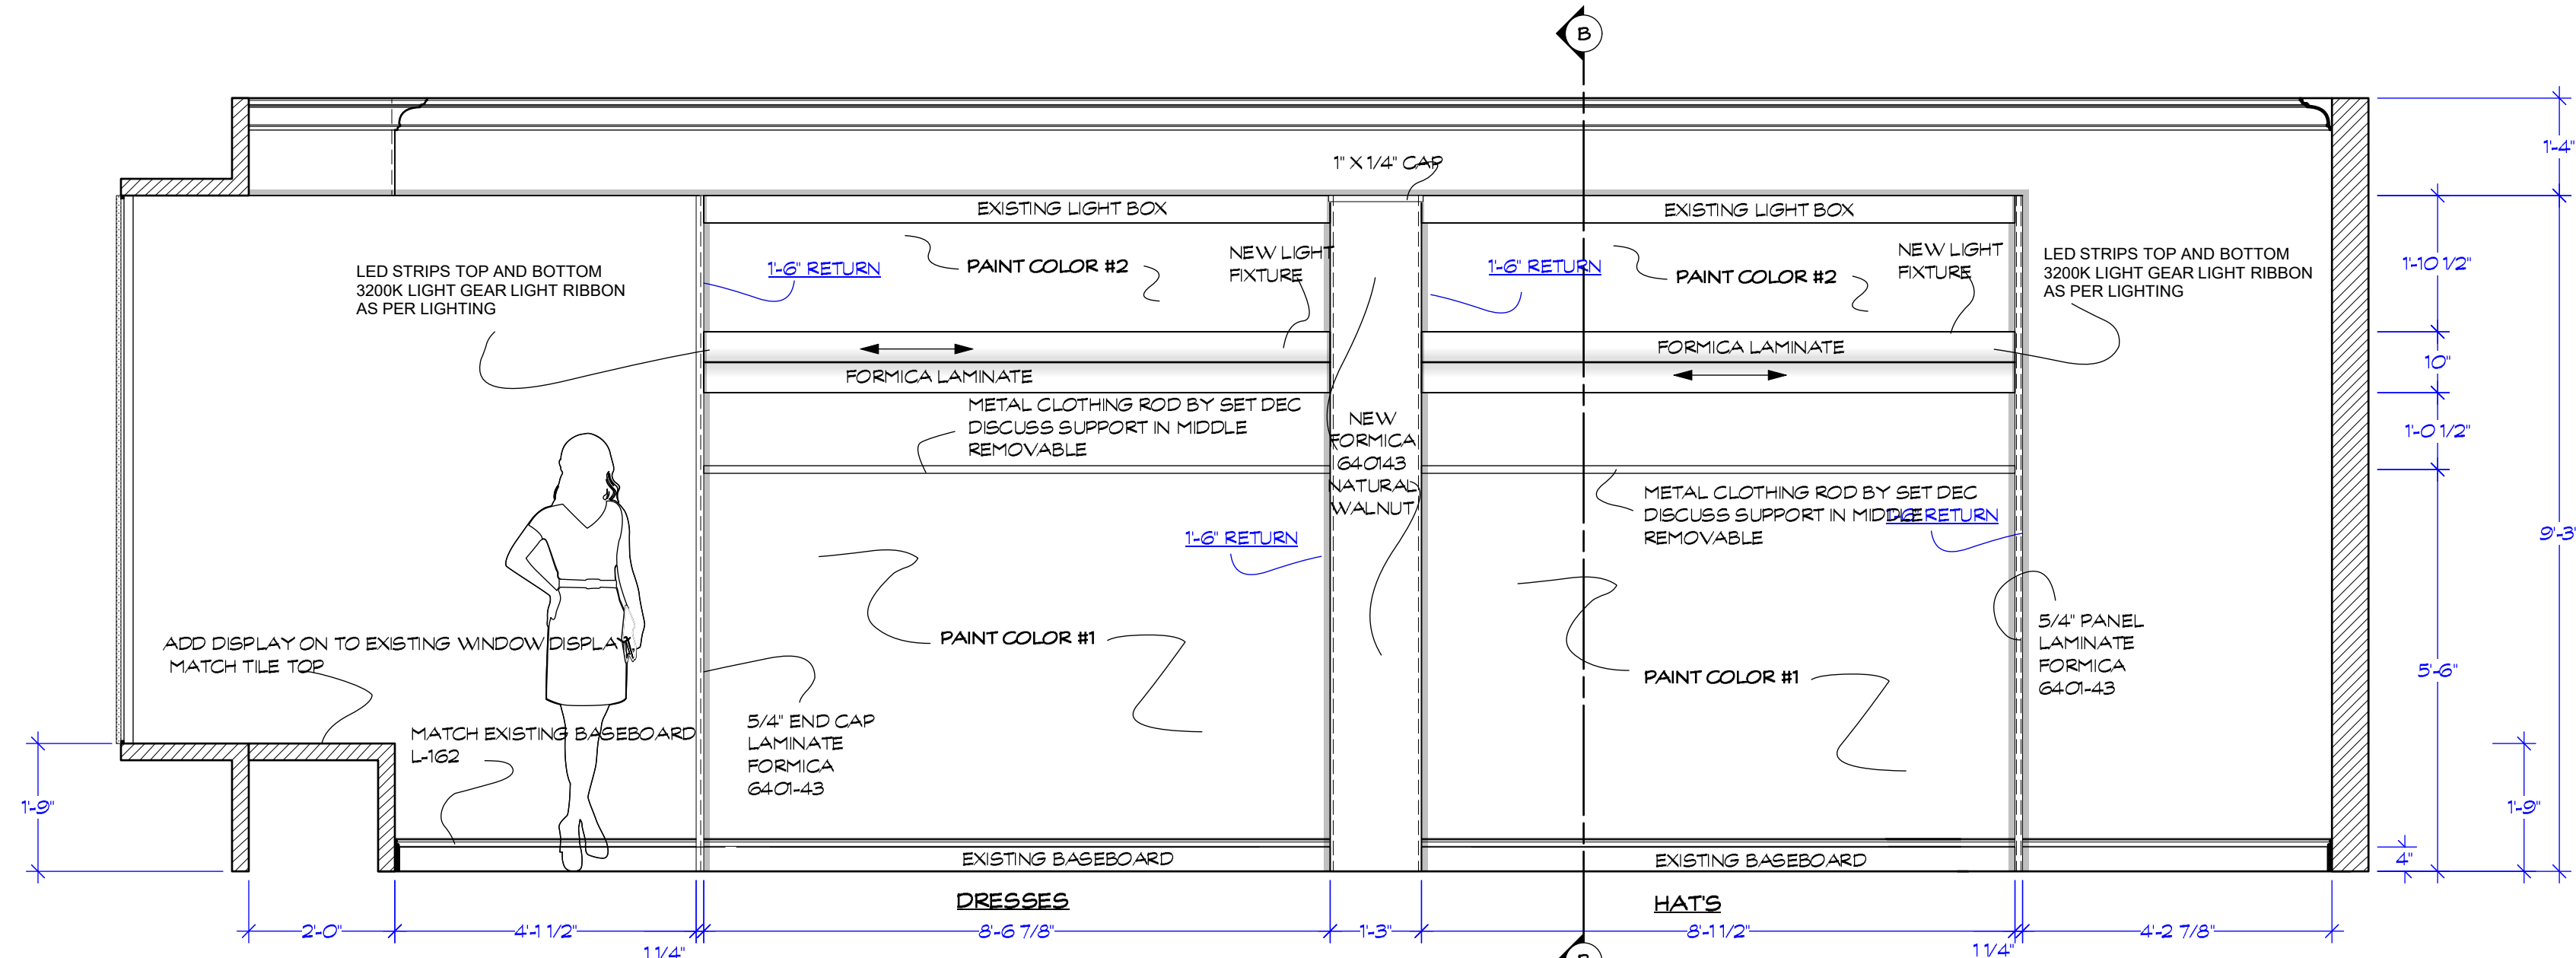 B
1" X 1/4" CAP
1'-4"
EXISTING LIGHT BOX
EXISTING LIGHT BOX
LED STRIPS TOP AND BOTTOM
3200K LIGHT GEAR LIGHT RIBBON
AS PER LIGHTING
1'-6" RETURN
PAINT COLOR #2
NEW LIGHT
FIXTURE
1'-6" RETURN
PAINT COLOR #2
NEW LIGHT
FIXTURE
LED STRIPS TOP AND BOTTOM
3200K LIGHT GEAR LIGHT RIBBON
AS PER LIGHTING
1'-10 1/2"
FORMICA LAMINATE
FORMICA LAMINATE
10"
METAL CLOTHING ROD BY SET DEC
DISCUSS SUPPORT IN MIDDLE
REMOVABLE
NEW
FORMICA
640143
NATURAL
WALNUT
1'-0 1/2"
METAL CLOTHING ROD BY SET DEC
DISCUSS SUPPORT IN MIDDLE
REMOVABLE
1'-6" RETURN
1'-6" RETURN
9'-3"
ADD DISPLAY ON TO EXISTING WINDOW DISPLAY
MATCH TILE TOP
PAINT COLOR #1
PAINT COLOR #1
5/4" PANEL
LAMINATE
FORMICA
6401-43
5'-6"
MATCH EXISTING BASEBOARD
L-162
5/4" END CAP
LAMINATE
FORMICA
6401-43
1'-9"
1'-9"
EXISTING BASEBOARD
EXISTING BASEBOARD
4"
DRESSES
HAT'S
2'-0"
4'-1 1/2"
1 1/4"
8'-6 7/8"
1'-3"
8'-1 1/2"
1 1/4"
4'-2 7/8"